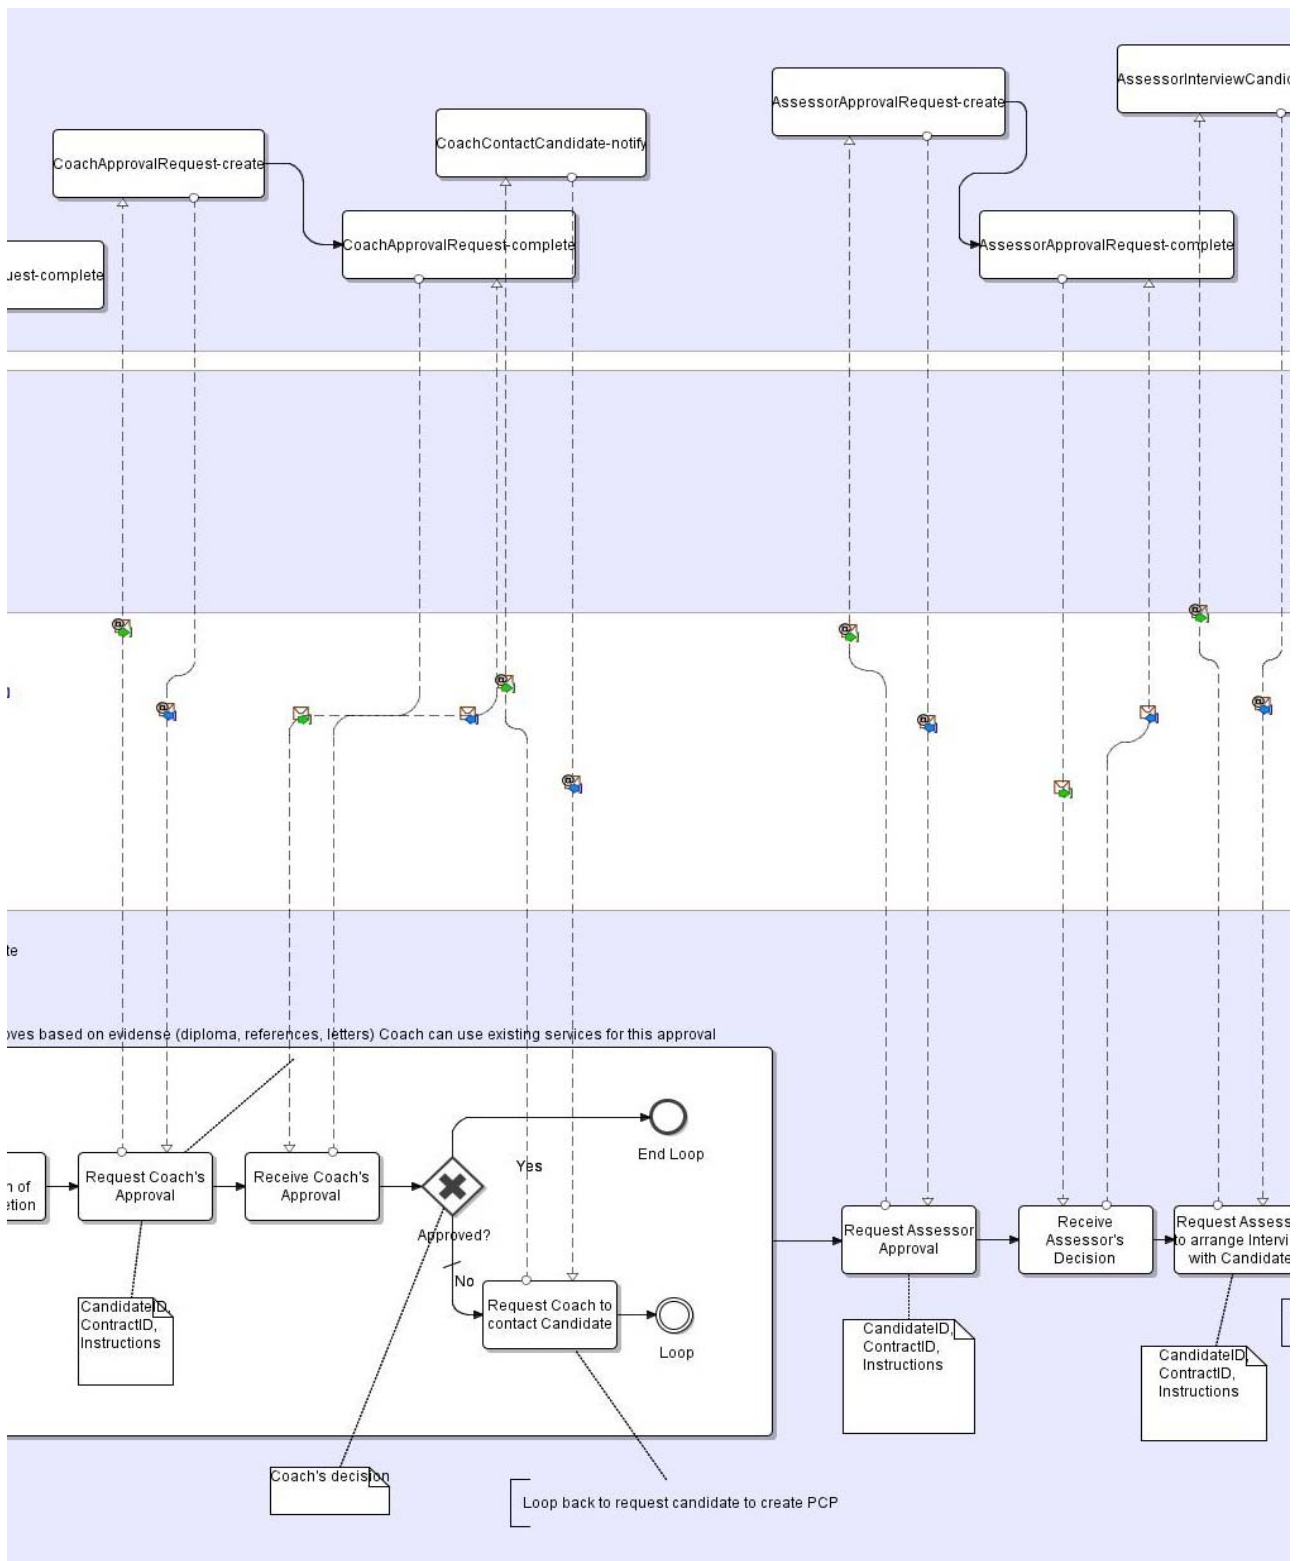 AssessorInterviewCandic
AssessorApprovalRequest-create
CoachContactCandidate-notify
CoachApprovalRequest-create
CoachApprovalRequest-complete
AssessorApprovalRequest-complete
uest-complete
te
oves based on evidense (diploma, references, letters) Coach can use existing services for this approval
End Loop
Yes
n of
etion
Request Coach's
Approval
Receive Coach's
Approval
Approved?
No
Request Coach to
contact Candidate
Loop
Request Assessor
Approval
Receive
Assessor's
Decision
Request Assess
to arrange Intervi
with Candidate
CandidateID,
ContractID,
Instructions
CandidateID,
ContractID,
Instructions
CandidateID,
ContractID,
Instructions
Coach's decision
Loop back to request candidate to create PCP